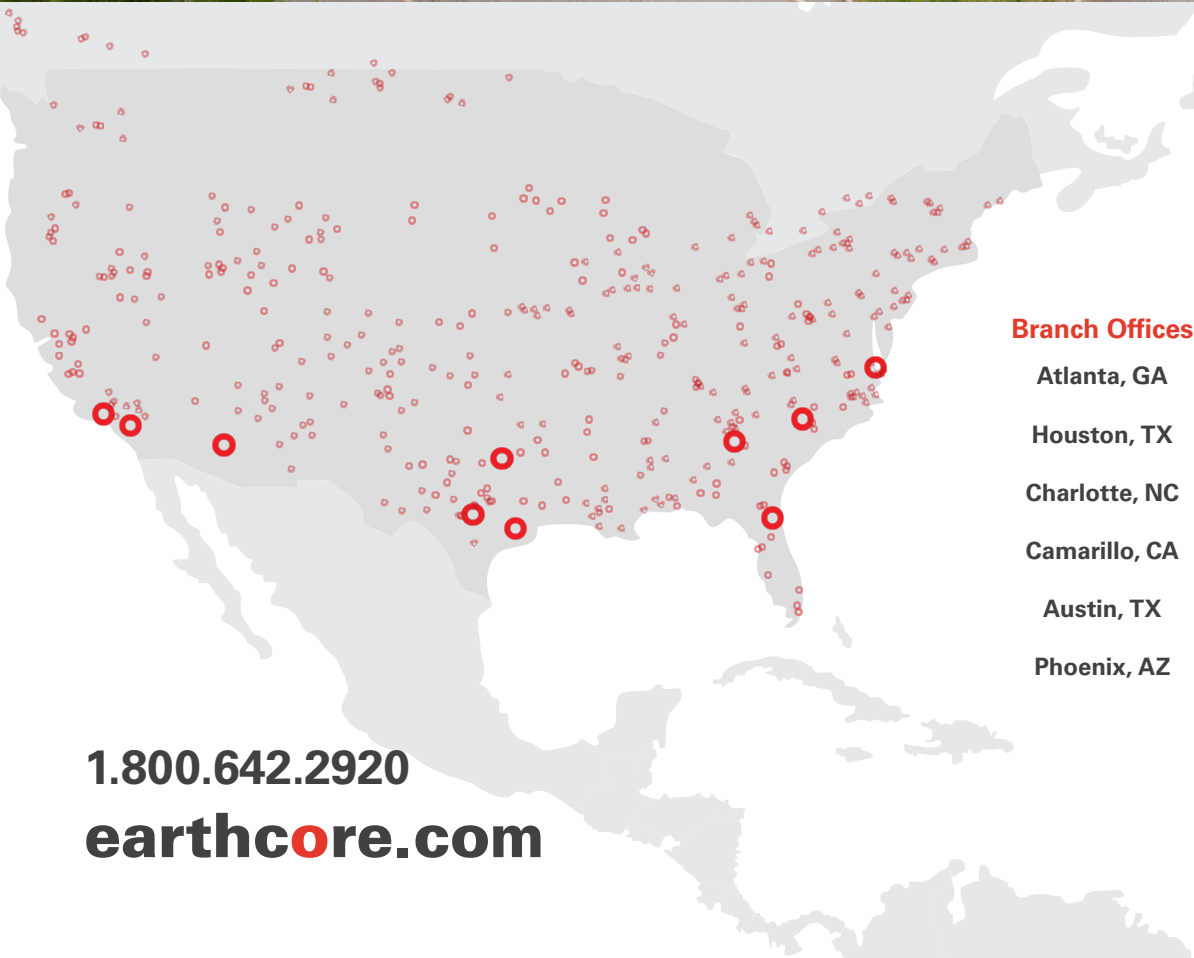 Branch Offices
Atlanta, GA
Houston, TX
Charlotte, NC
Camarillo, CA
Austin, TX
Phoenix, AZ
1.800.642.2920
earthcore.com